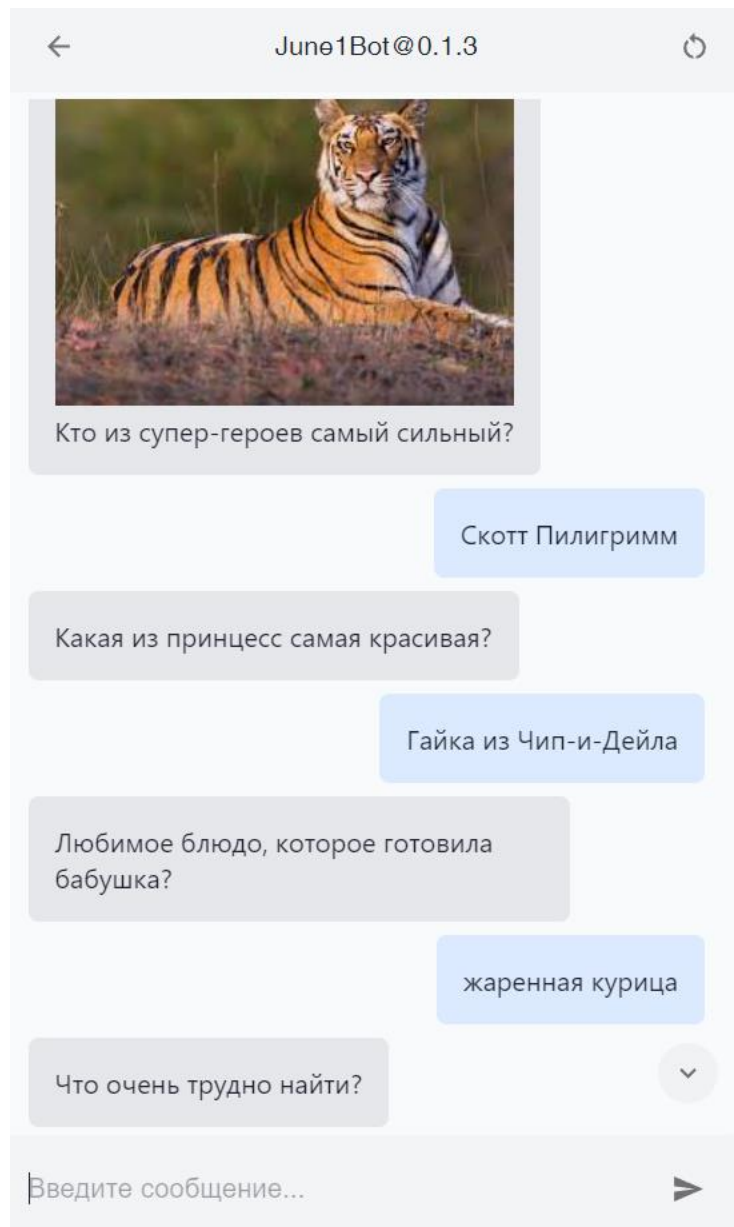 June1Bot@0.1.3
Кто из супер-героев самый сильный?
Скотт Пилигримм
Какая из принцесс самая красивая?
Гайка из Чип-и-Дейла
Любимое блюдо, которое готовила
бабушка?
жаренная курица
Что очень трудно найти?
Введите сообщение...